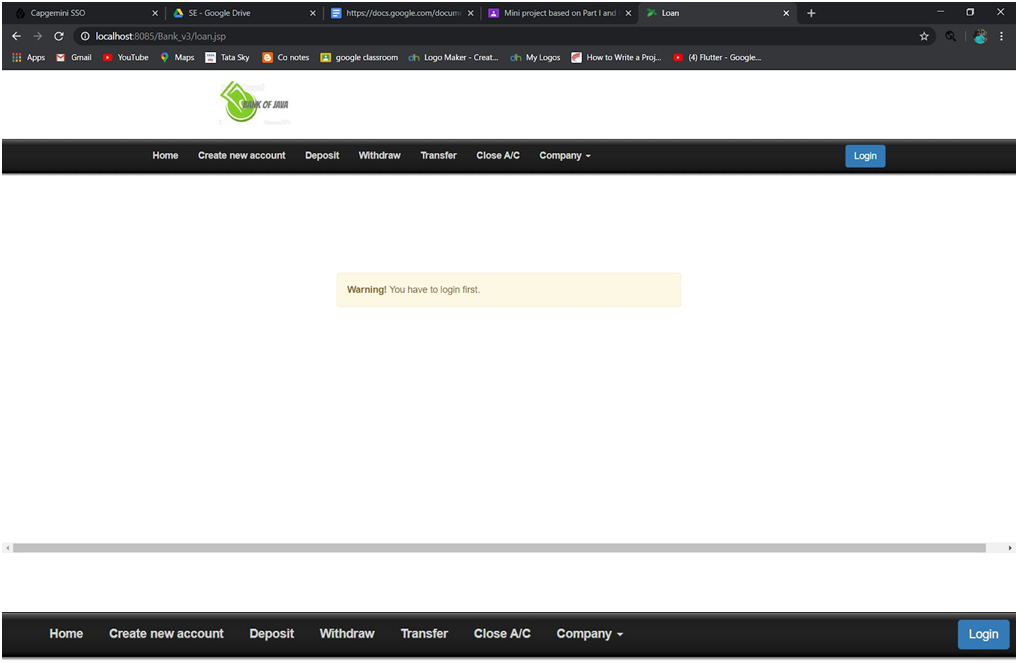 Capgemini SSO
SE - Google Drive
https://docs.google.com/docume
Mini project based on Part I and
Loan
localhost:8085/Bank_v3/loan.jsp
Apps Gmail YouTube Maps Tata Sky Co notes google classroom Logo Maker - Creat... My Logos How to Write a Proj... (4) Flutter - Google...
BANK OF JAVA
Home Create new account Deposit Withdraw Transfer Close A/C Company Login
Warning! You have to login first.
Home Create new account Deposit Withdraw Transfer Close A/C Company Login